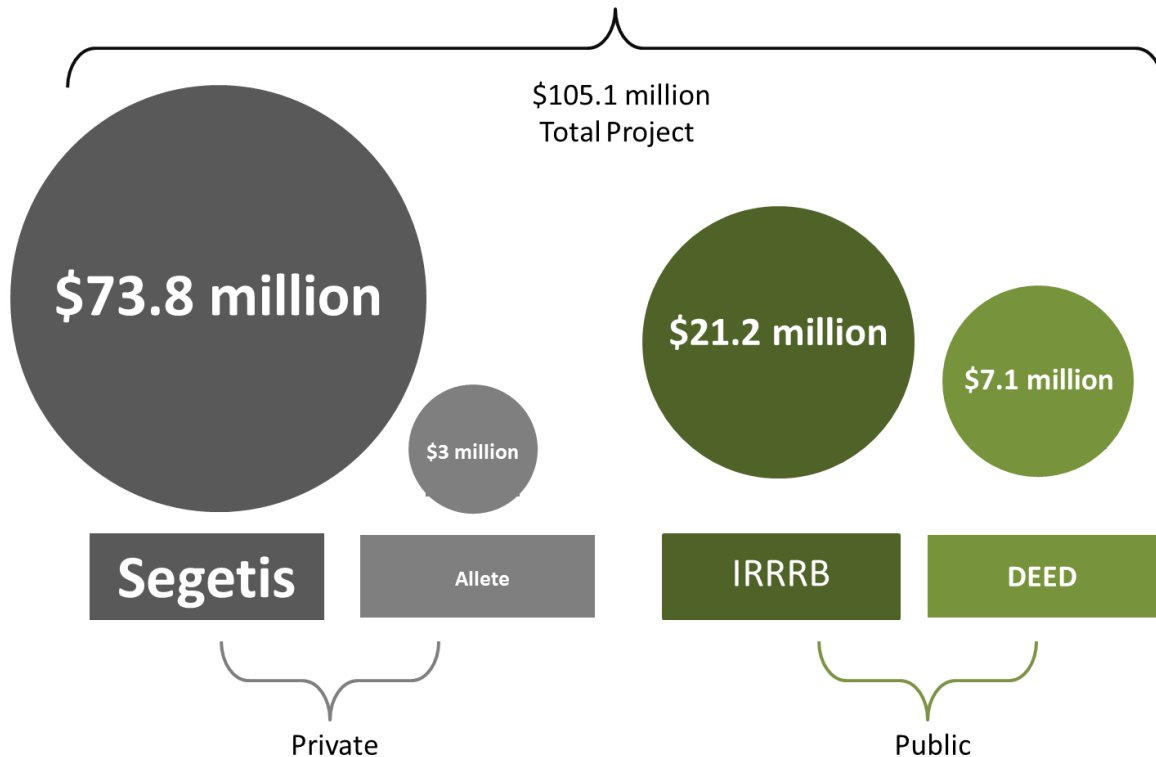 $105.1 million
Total Project
$73.8 million
$3 million
$21.2 million
$7.1 million
Segetis
Allete
IRRRB
DEED
Private
Public